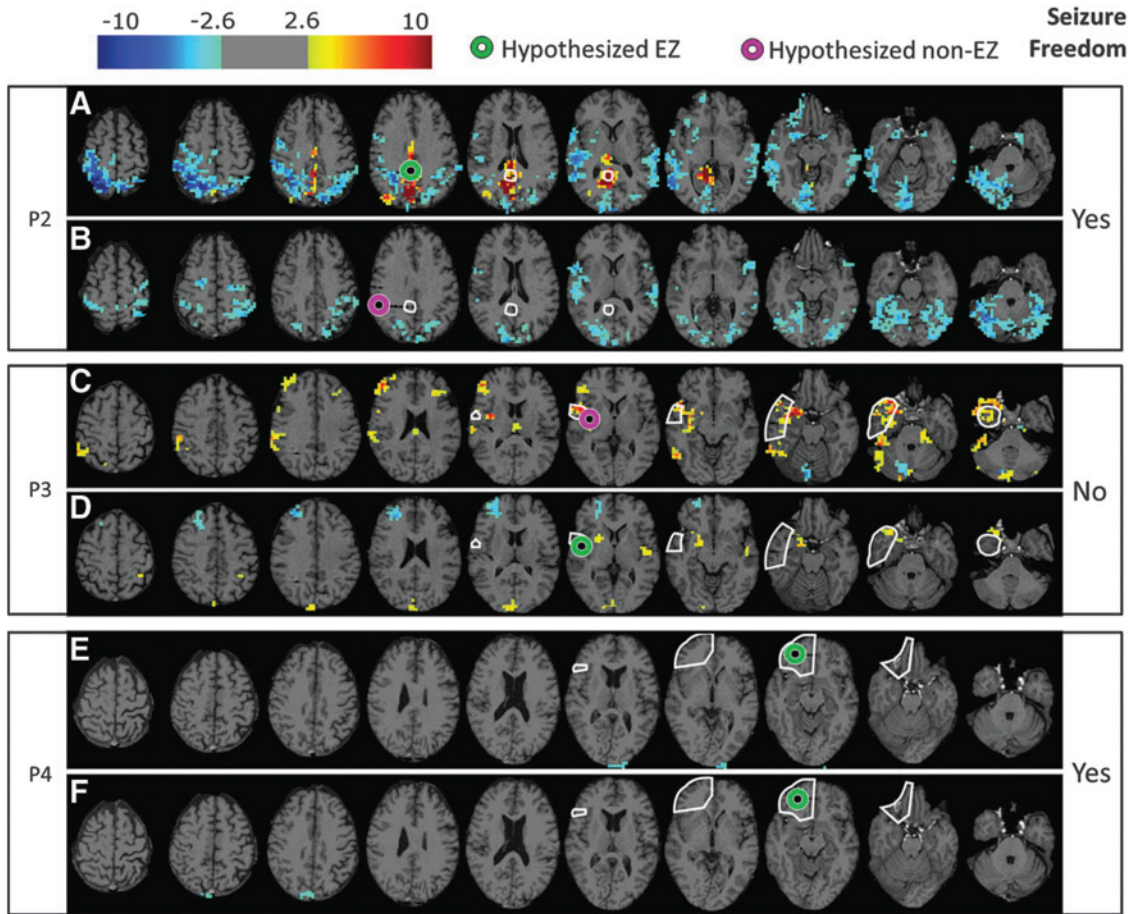 -10 -2.6 2.6 10
Hypothesized EZ
Hypothesized non-EZ
Seizure
Freedom
P2
A
B
Yes
P3
C
D
No
P4
E
F
Yes